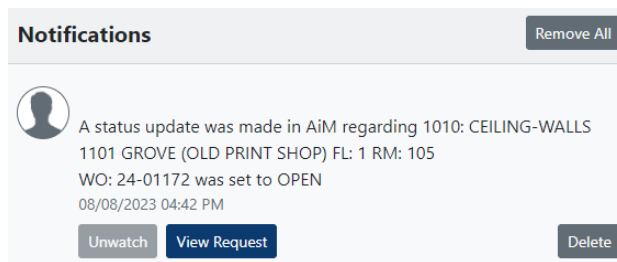 Notifications
Remove All
A status update was made in AiM regarding 1010: CEILING-WALLS
1101 GROVE (OLD PRINT SHOP) FL: 1 RM: 105
WO: 24-01172 was set to OPEN
08/08/2023 04:42 PM
Unwatch
View Request
Delete